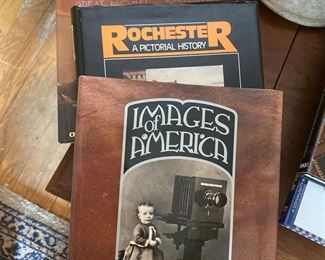 ROCHESTER
A PICTORIAL HISTORY
IMAGES
of
AMERICA